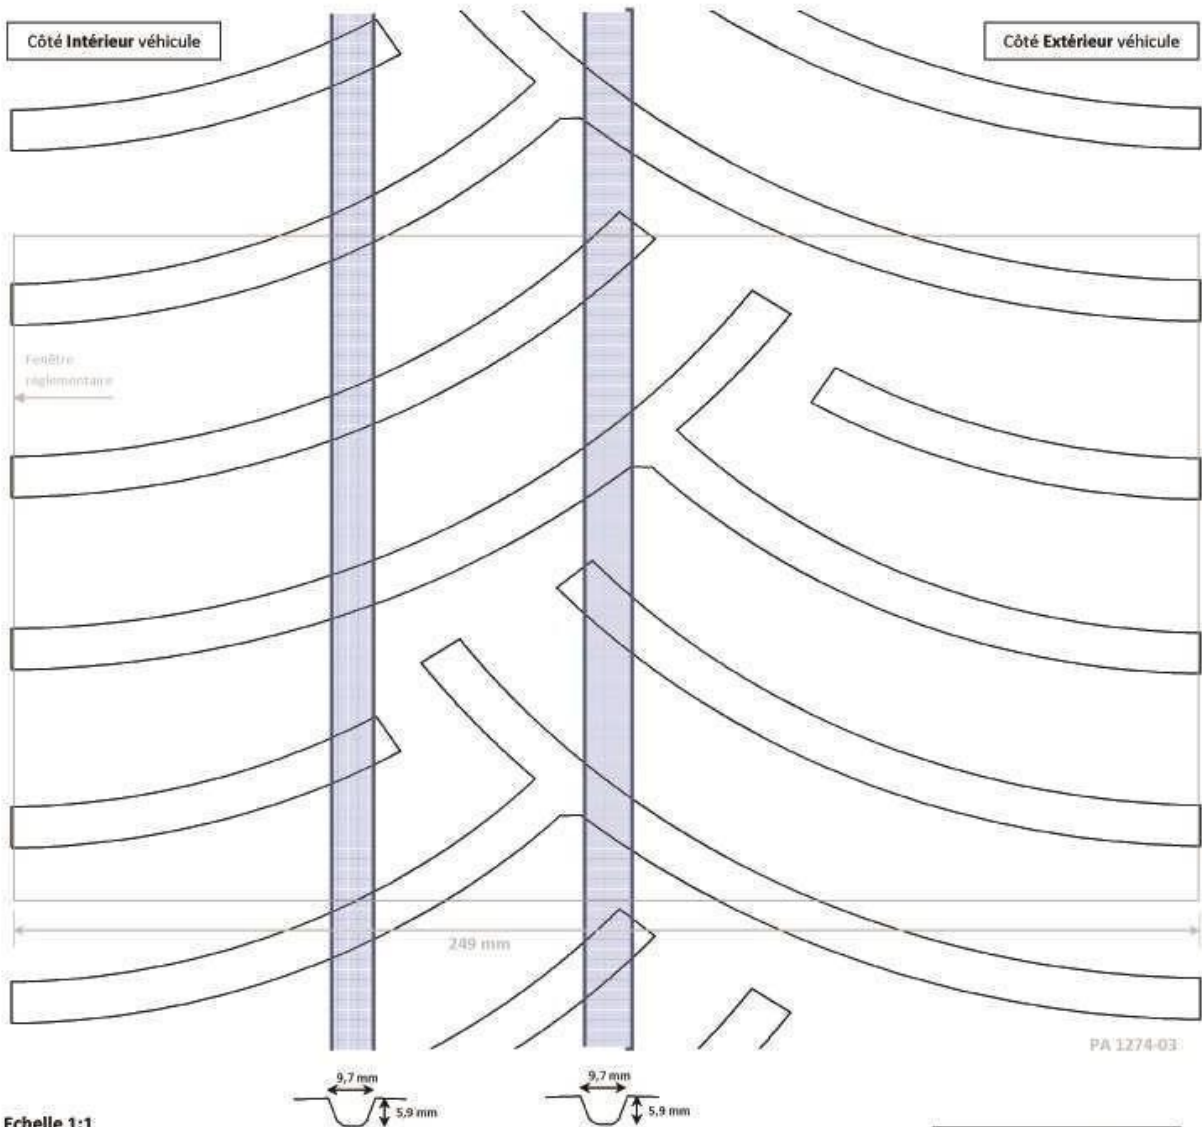 Côté Intérieur véhicule
Côté Extérieur véhicule
Fenêtre
réglementaire
249 mm
PA 1274-03
9,7 mm
9,7 mm
5,9 mm
5,9 mm
Echelle 1:1